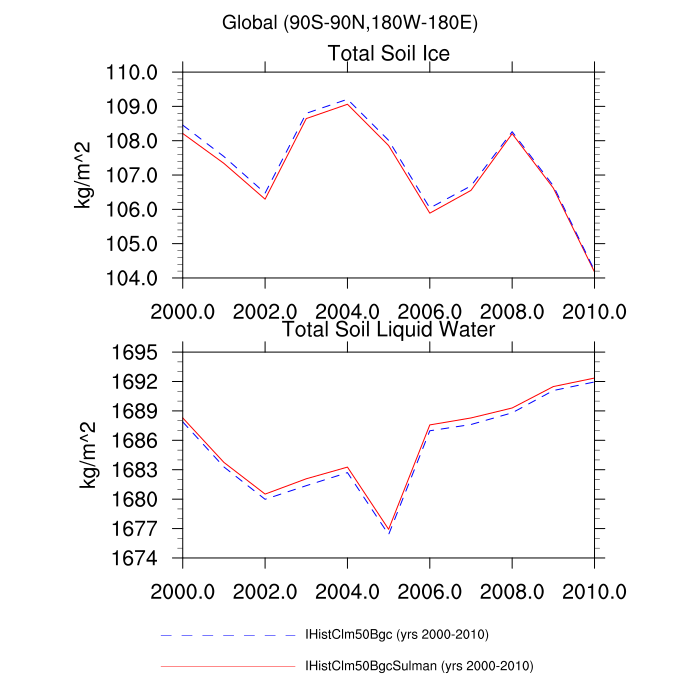 Global (90S-90N,180W-180E)
Total Soil Ice
110.0
109.0
108.0
107.0
106.0
105.0
104.0
kg/m^2
2000.0 2002.0 2004.0 2006.0 2008.0 2010.0
Total Soil Liquid Water
1695
1692
1689
1686
1683
1680
1677
1674
kg/m^2
2000.0 2002.0 2004.0 2006.0 2008.0 2010.0
IHistClm50Bgc (yrs 2000-2010)
IHistClm50BgcSulman (yrs 2000-2010)